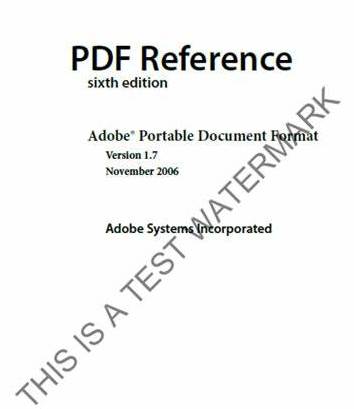 PDF Reference
sixth edition
Adobe® Portable Document Format
Version 1.7
November 2006
Adobe Systems Incorporated
THIS IS A TEST WATERMARK